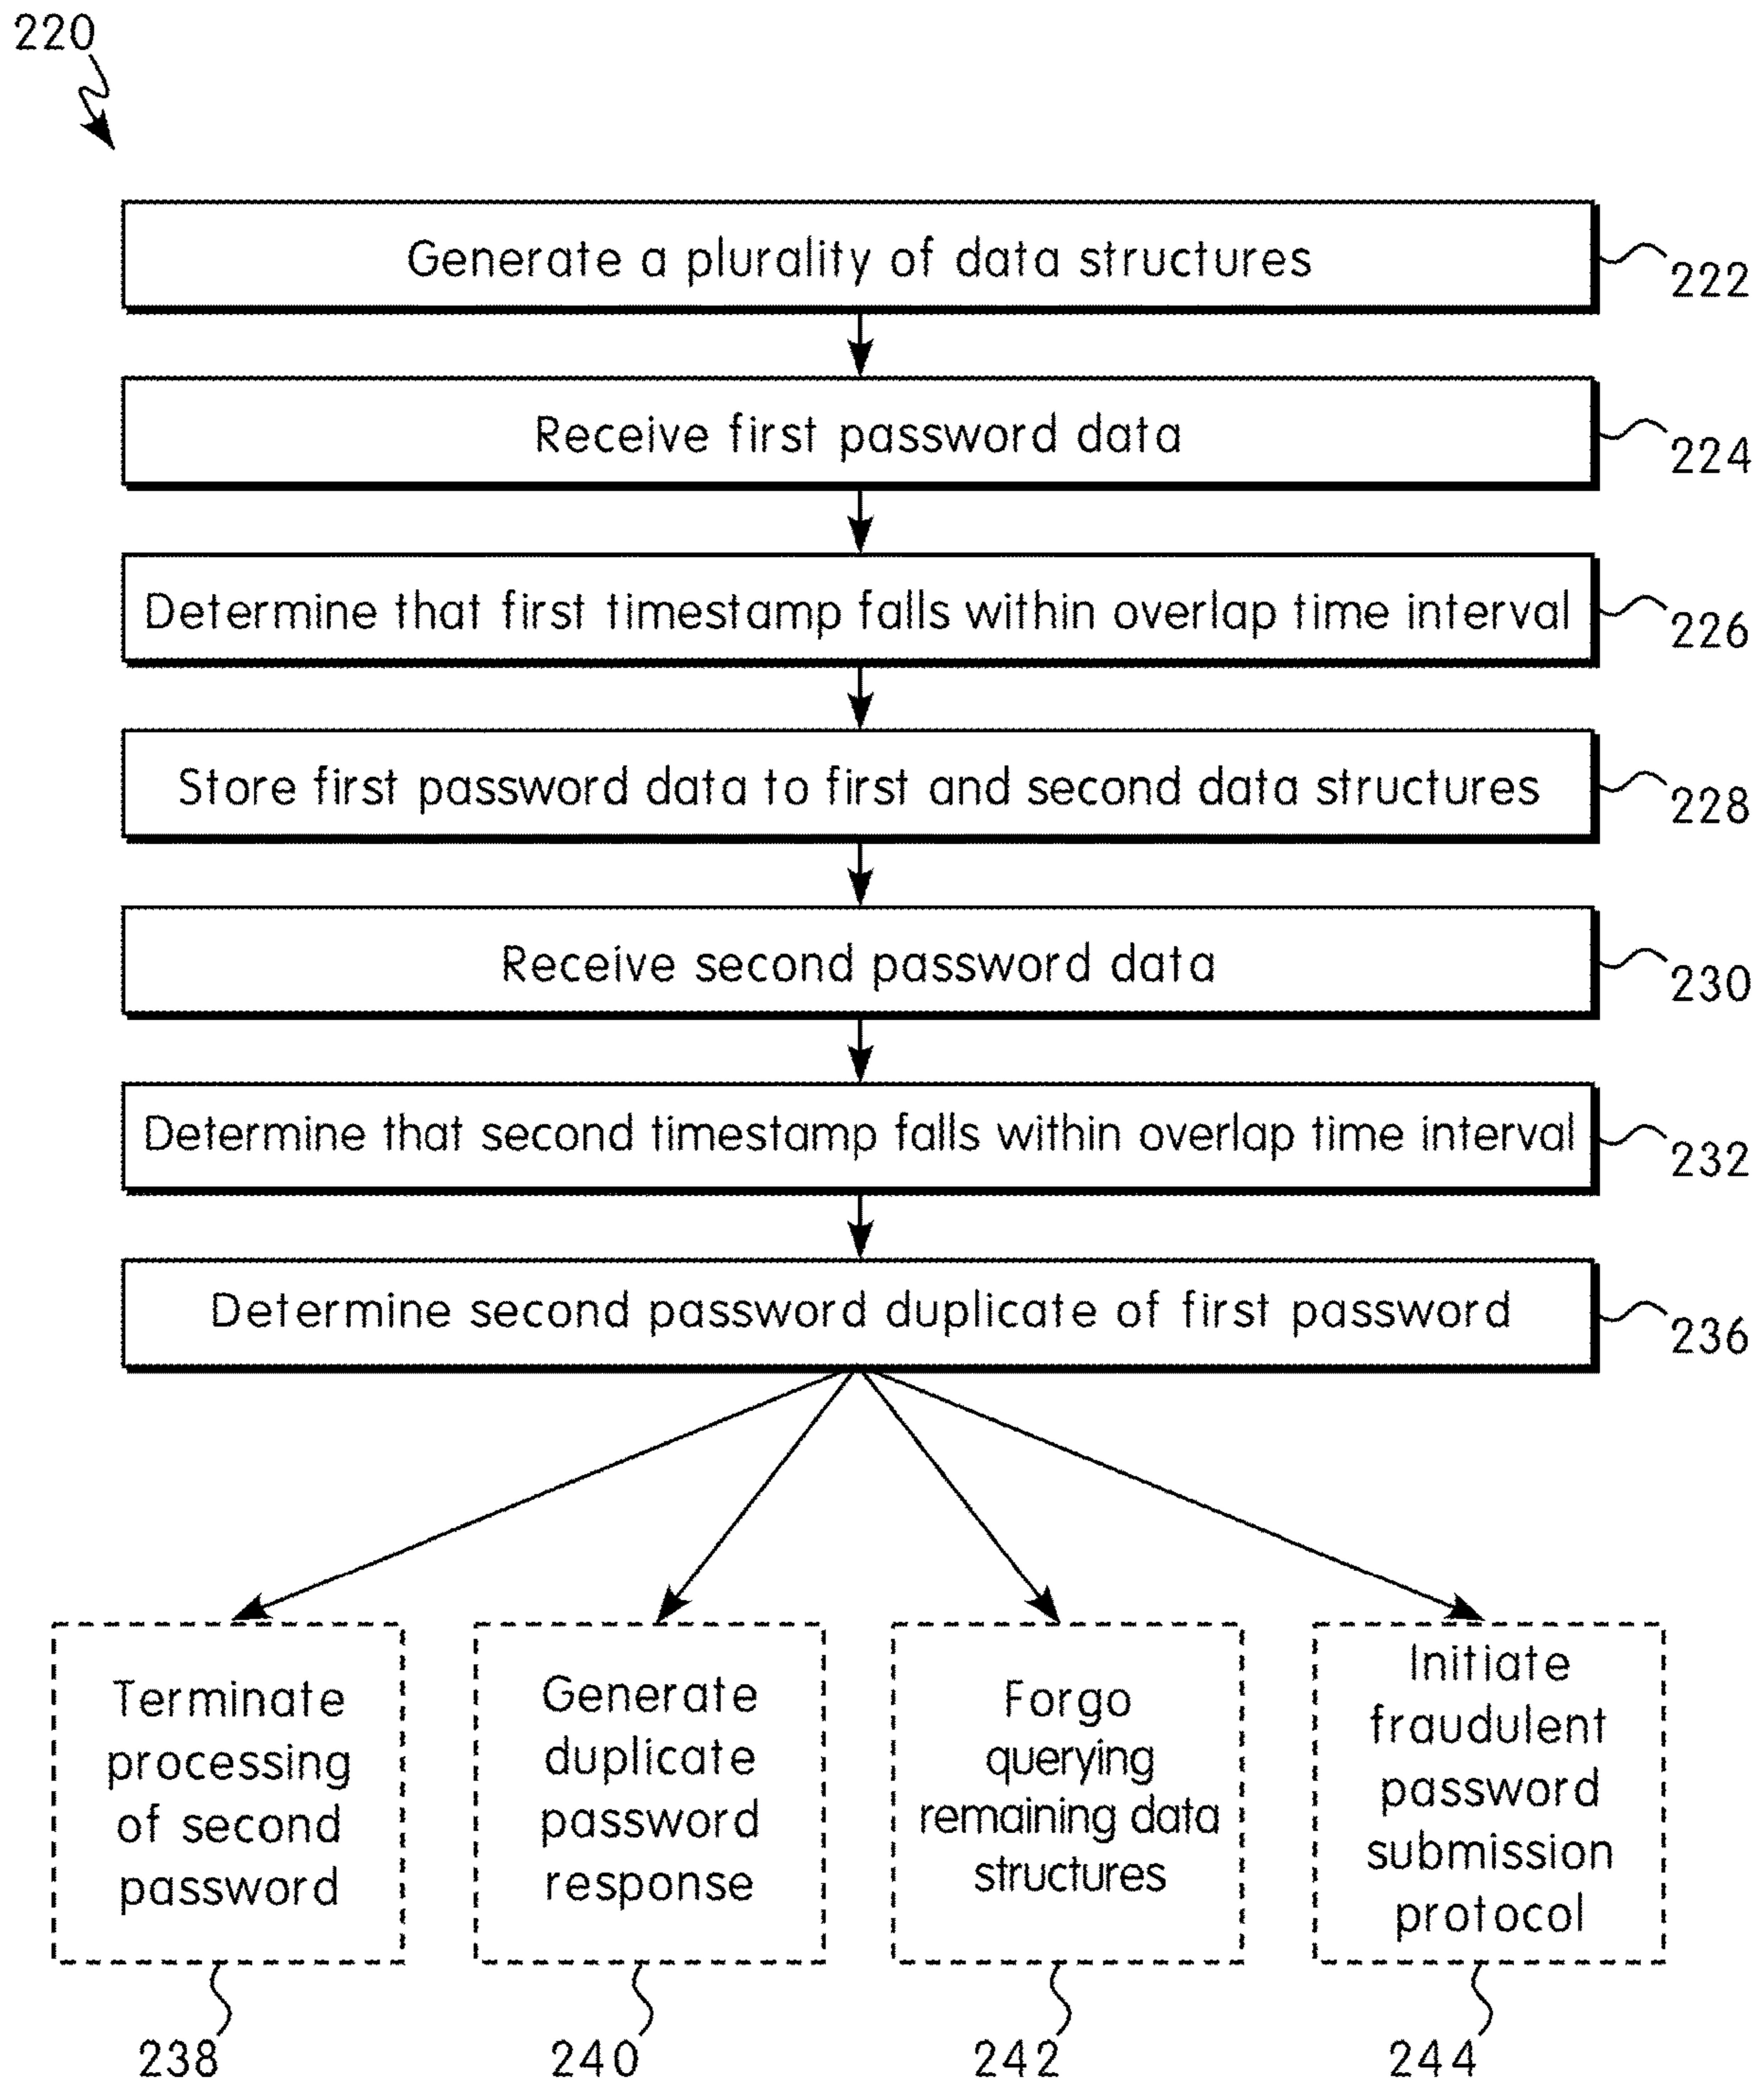 220
Generate a plurality of data structures
222
Receive first password data
224
Determine that first timestamp falls within overlap time interval
226
Store first password data to first and second data structures
228
Receive second password data
230
Determine that second timestamp falls within overlap time interval
232
Determine second password duplicate of first password
236
Terminate
processing
of second
password
238
Generate
duplicate
password
response
240
Forgo
querying
remaining data
structures
242
Initiate
fraudulent
password
submission
protocol
244